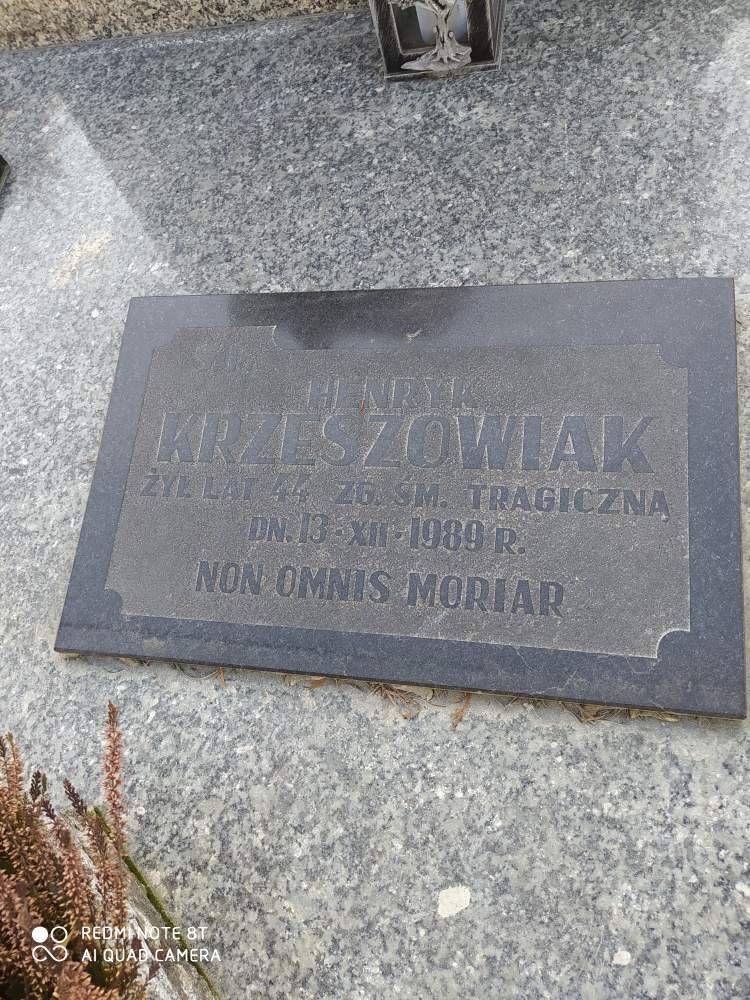 Ś.P.
HENRYK
KRZESZOWIAK
ŻYŁ LAT 44 ZG. ŚM. TRAGICZNĄ
DN. 13-XII-1989 R.
NON OMNIS MORIAR
REDMI NOTE 8T
AI QUAD CAMERA